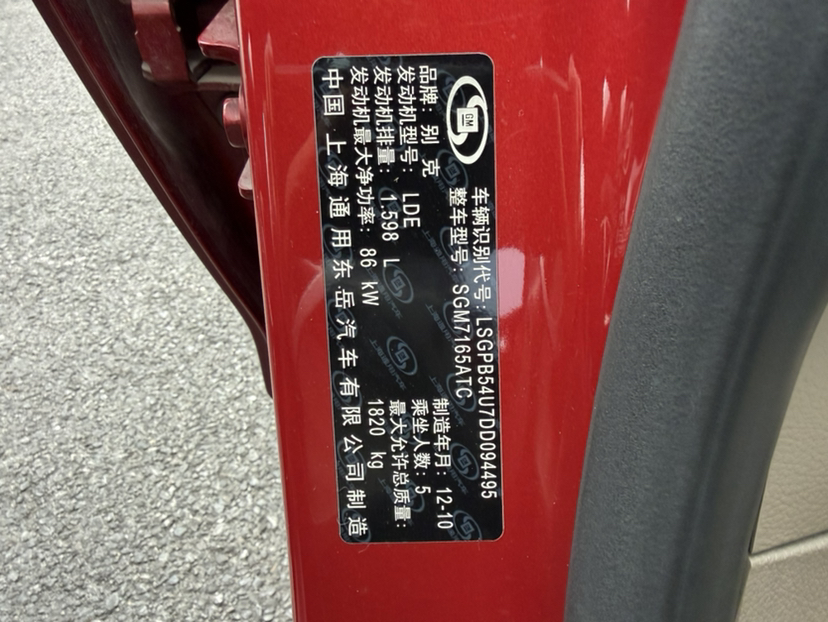 GM
车辆识别代号: LSGPB54U7DD094495
整车型号: SGM7165ATC
品牌: 别克
制造年月: 12-10
发动机型号: LDE
乘坐人数: 5
发动机排量: 1.598 L
最大允许总质量:
发动机最大净功率: 86 kW
1820 kg
中国 上海通用东岳汽车有限公司制造